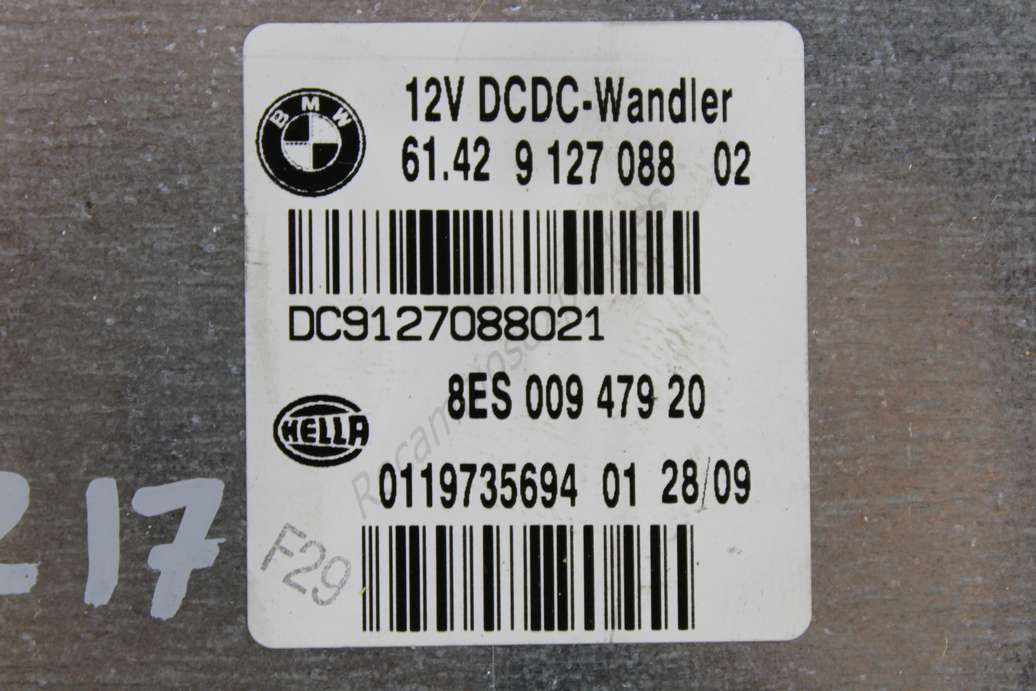 BMW
12V DCDC-Wandler
61.42 9 127 088 02
DC9127088021
8ES 009 479 20
HELLA
0119735694 01 28/09
F29
217